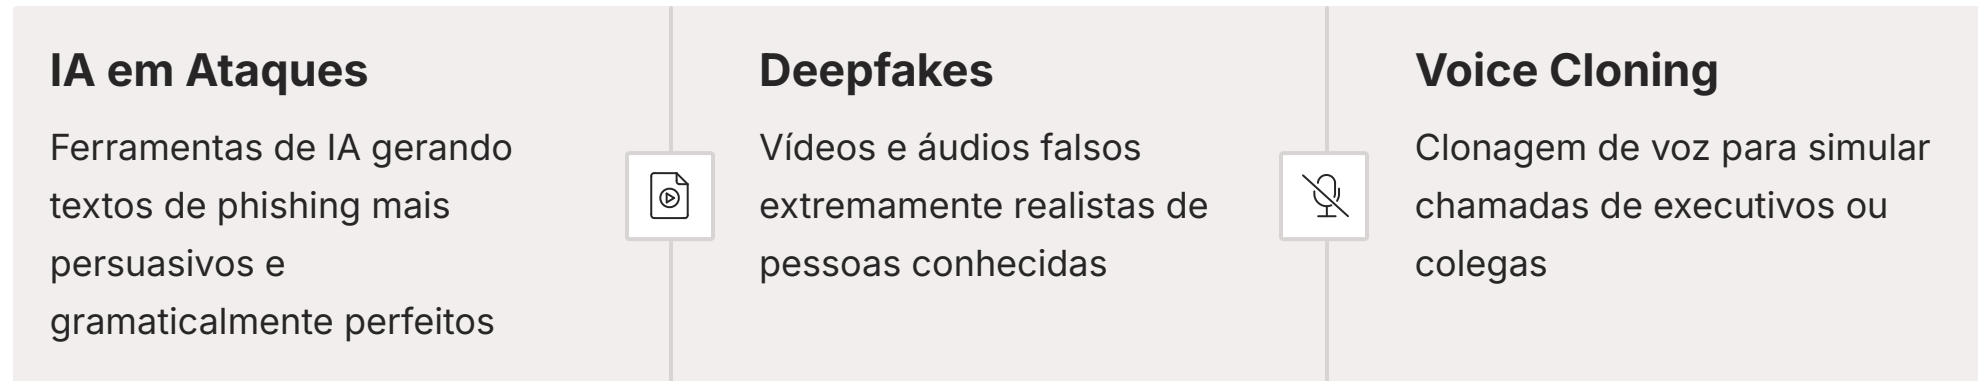 IA em Ataques
Ferramentas de IA gerando
textos de phishing mais
persuasivos e
gramaticalmente perfeitos
Deepfakes
Vídeos e áudios falsos
extremamente realistas de
pessoas conhecidas
Voice Cloning
Clonagem de voz para simular
chamadas de executivos ou
colegas